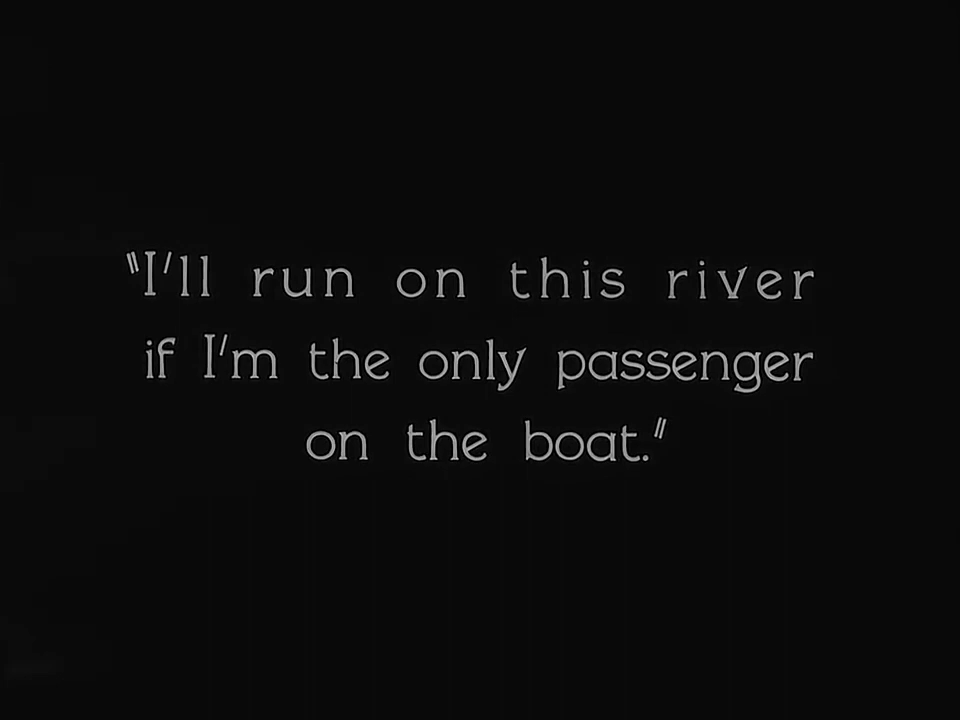 "I'll run on this river
if I'm the only passenger
on the boat."